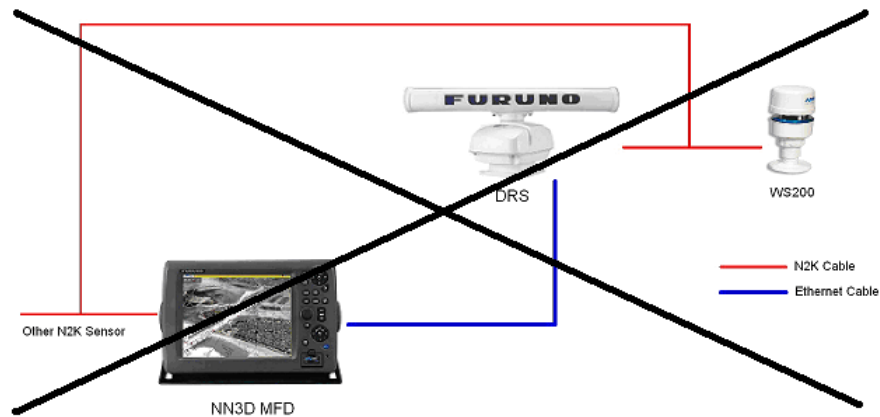 FURUNO
DRS
WS200
N2K Cable
Ethernet Cable
Other N2K Sensor
NN3D MFD